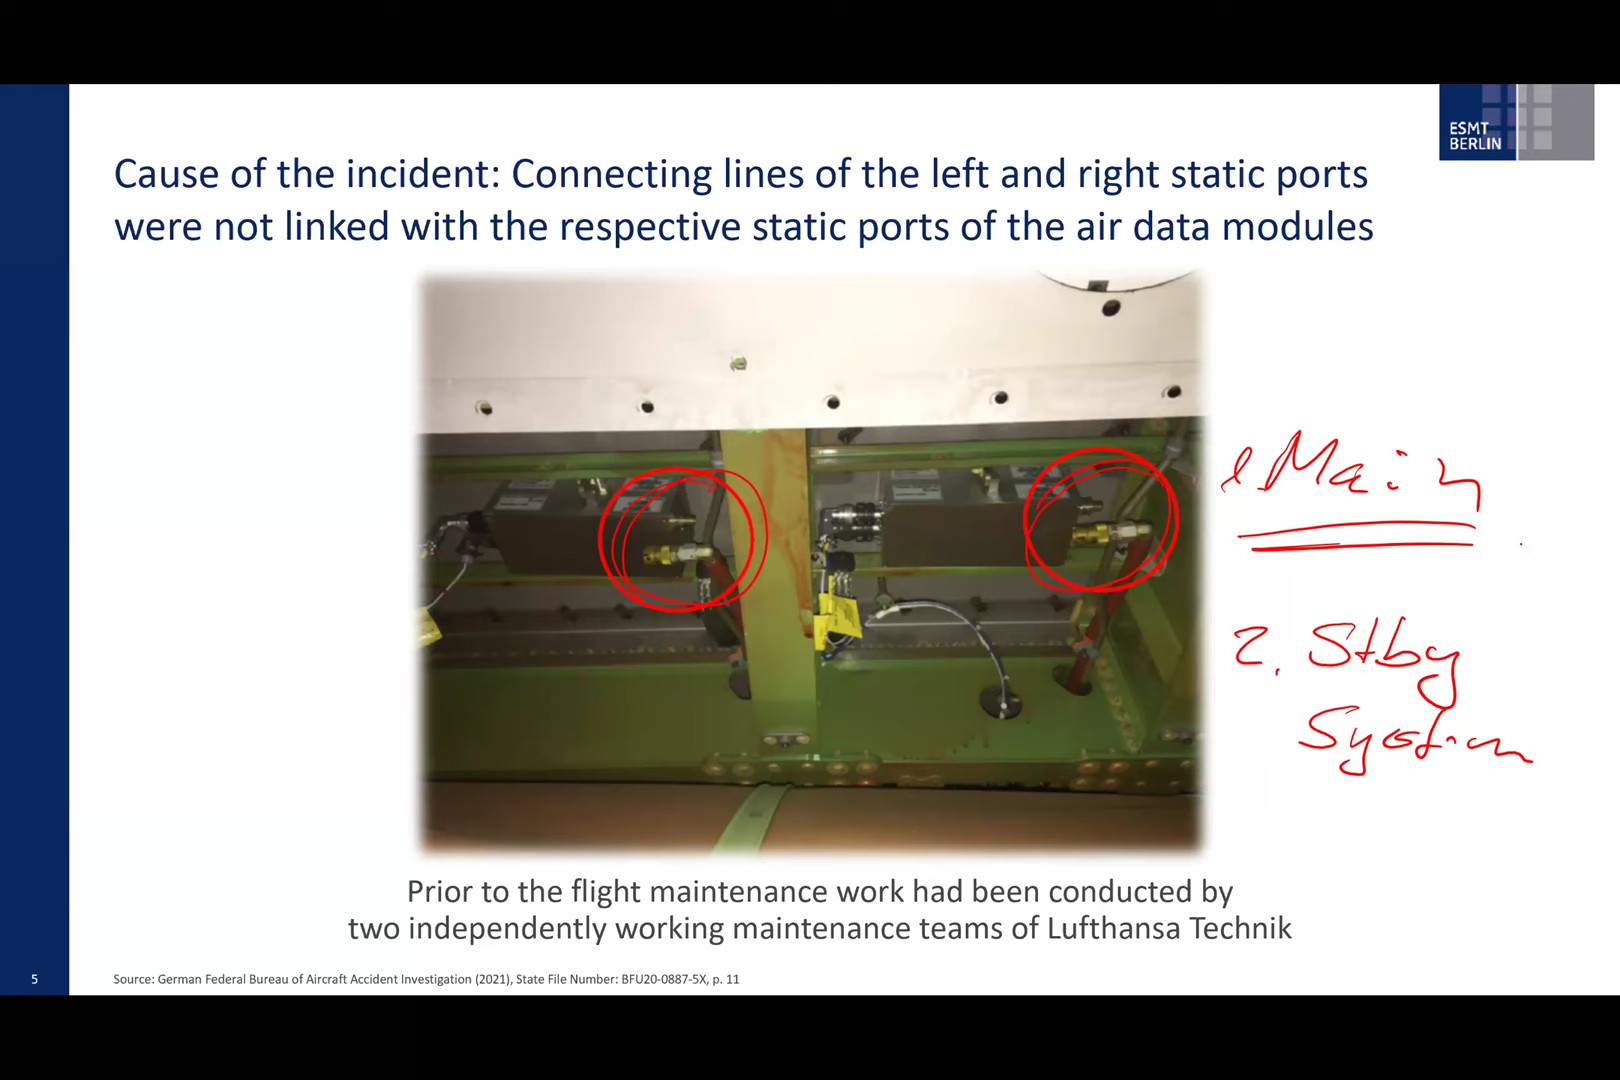 ESMT
BERLIN
Cause of the incident: Connecting lines of the left and right static ports
were not linked with the respective static ports of the air data modules
Main
2. Stby
System
Prior to the flight maintenance work had been conducted by
two independently working maintenance teams of Lufthansa Technik
5
Source: German Federal Bureau of Aircraft Accident Investigation (2021), State File Number: BFU20-0887-5X, p. 11